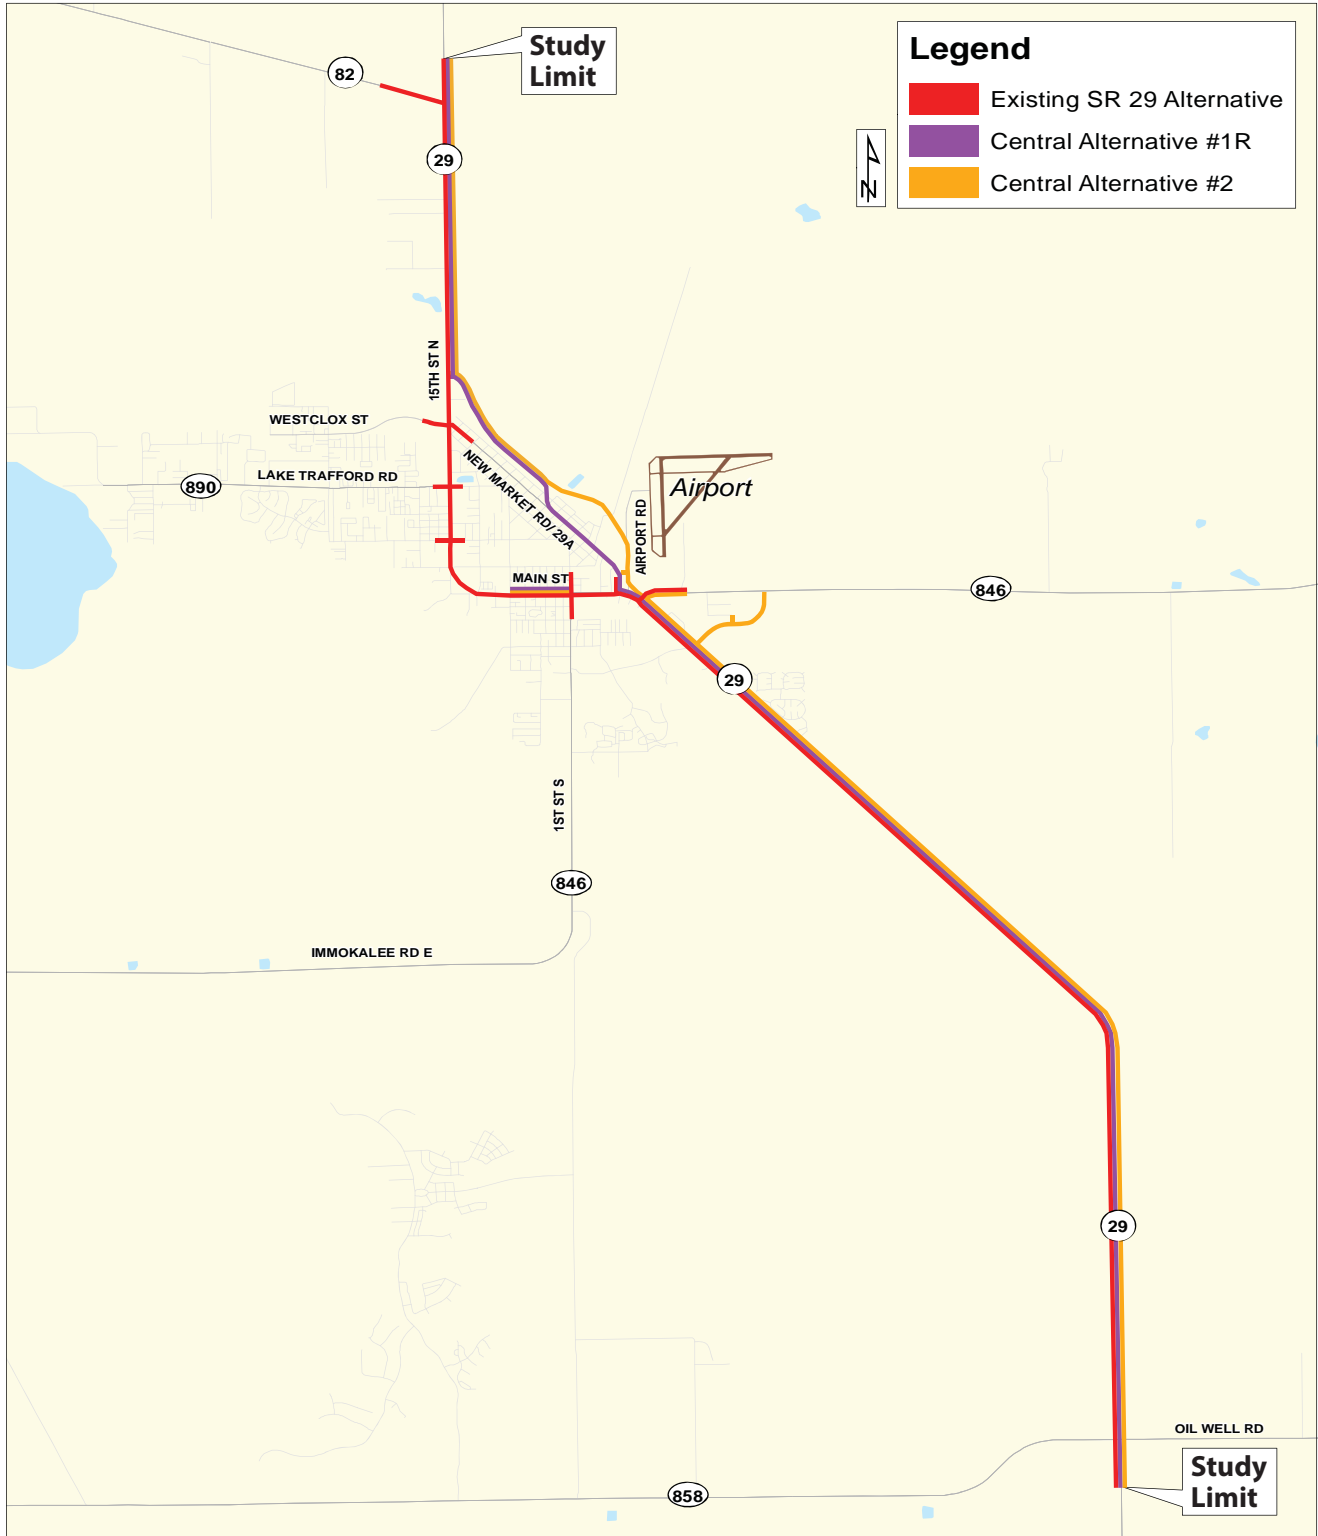 Study
Limit
Legend
Existing SR 29 Alternative
Central Alternative #1R
Central Alternative #2
N
82
29
15TH ST N
WESTCLOX ST
LAKE TRAFFORD RD
890
NEW MARKET RD/ 29A
Airport
AIRPORT RD
MAIN ST
846
29
1ST ST S
846
IMMOKALEE RD E
29
OIL WELL RD
Study
Limit
858